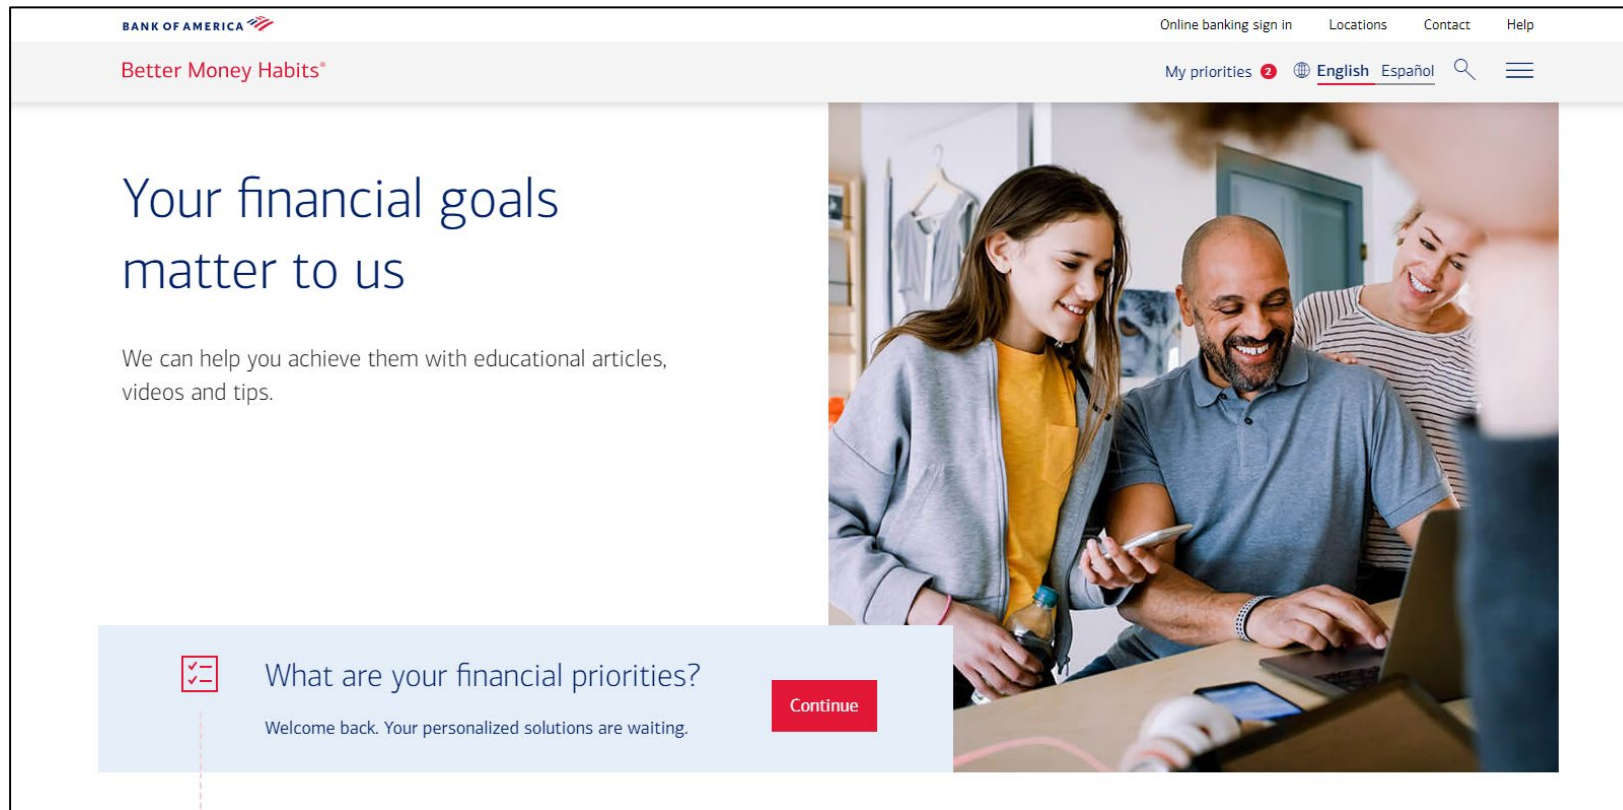 BANK OF AMERICA
Online banking sign in Locations Contact Help
Better Money Habits®
My priorities 2 English Español
Your financial goals
matter to us
We can help you achieve them with educational articles,
videos and tips.
What are your financial priorities?
Welcome back. Your personalized solutions are waiting.
Continue